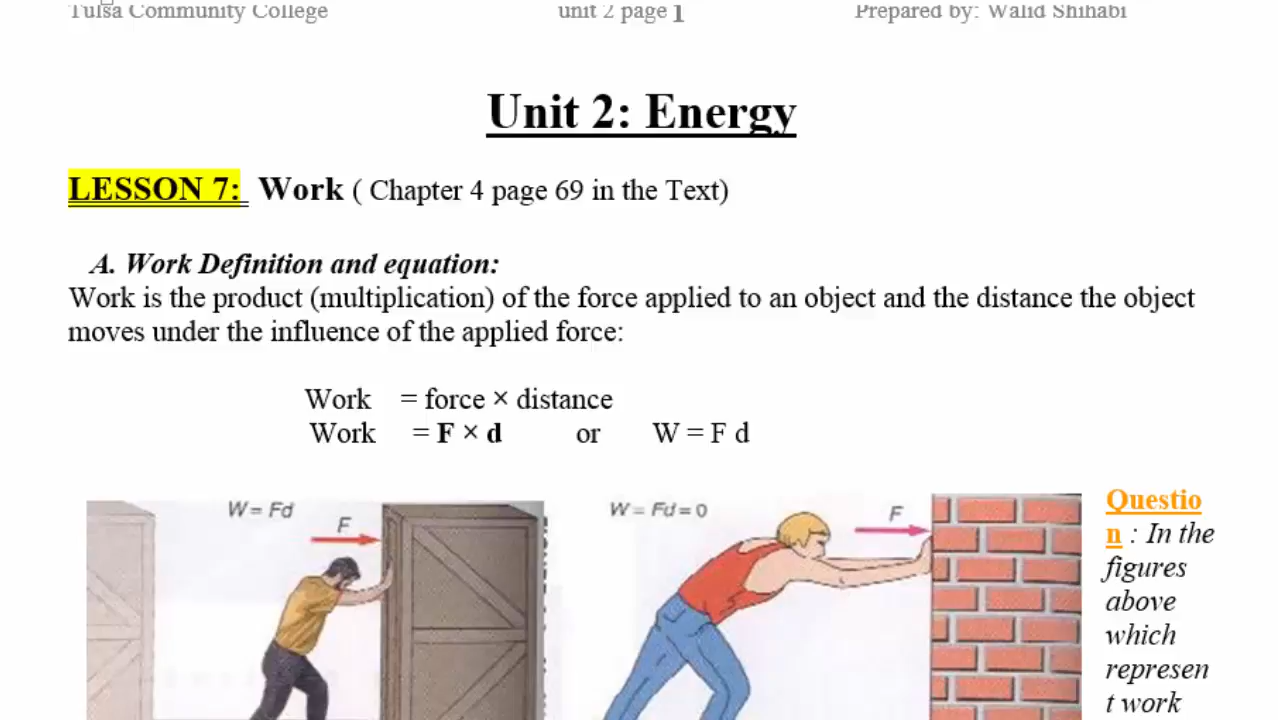 Tulsa Community College unit 2 page 1 Prepared by: Walid Shihabi
Unit 2: Energy
LESSON 7: Work ( Chapter 4 page 69 in the Text)
A. Work Definition and equation:
Work is the product (multiplication) of the force applied to an object and the distance the object
moves under the influence of the applied force:
Work = force × distance
Work = F × d or W = F d
W = Fd
F
W = Fd = 0
F
Questio
n : In the
figures
above
which
represen
t work